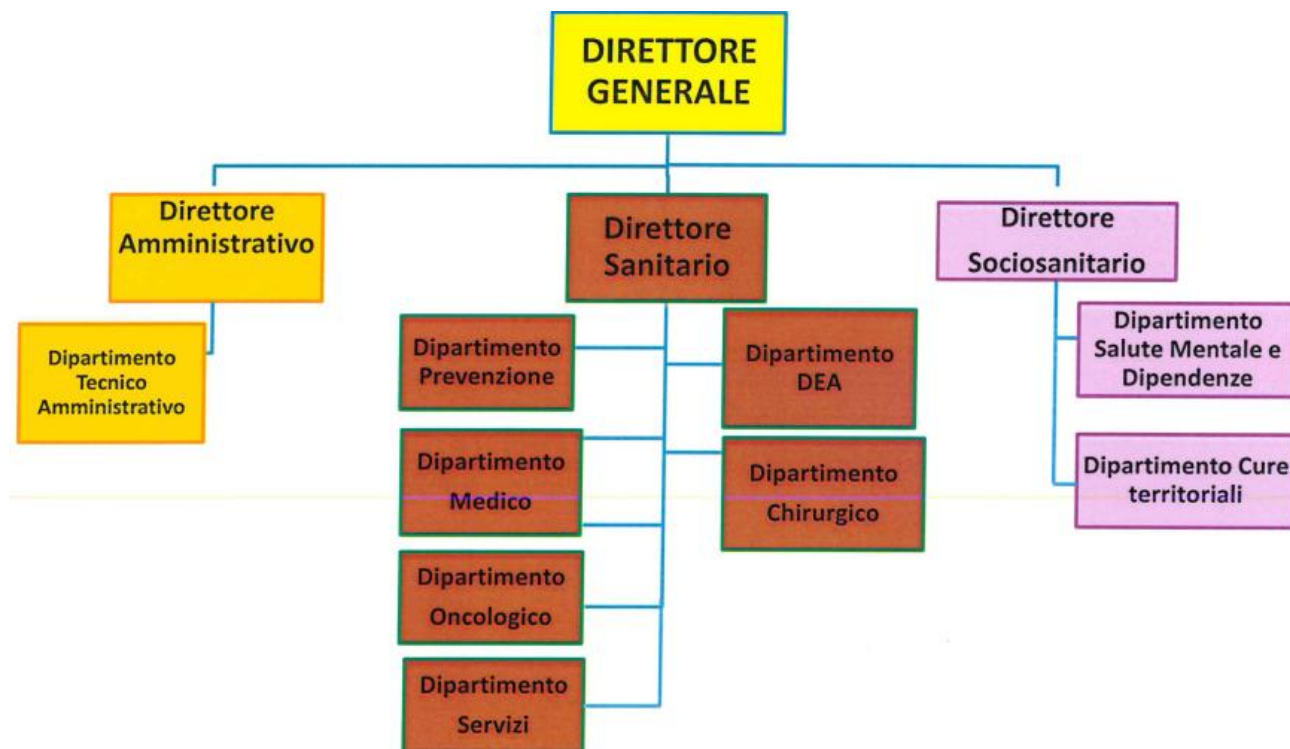 DIRETTORE
GENERALE
Direttore
Amministrativo
Direttore
Sanitario
Direttore
Sociosanitario
Dipartimento
Tecnico
Amministrativo
Dipartimento
Prevenzione
Dipartimento
DEA
Dipartimento
Salute Mentale e
Dipendenze
Dipartimento
Medico
Dipartimento
Chirurgico
Dipartimento Cure
territoriali
Dipartimento
Oncologico
Dipartimento
Servizi